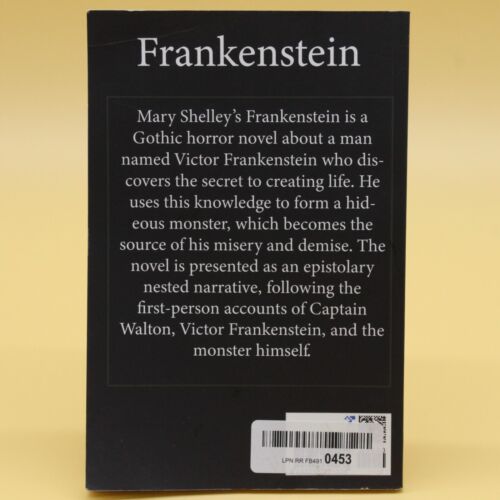 Frankenstein
Mary Shelley's Frankenstein is a
Gothic horror novel about a man
named Victor Frankenstein who dis-
covers the secret to creating life. He
uses this knowledge to form a hid-
eous monster, which becomes the
source of his misery and demise. The
novel is presented as an epistolary
nested narrative, following the
first-person accounts of Captain
Walton, Victor Frankenstein, and the
monster himself.
LPN RR FB491 0453